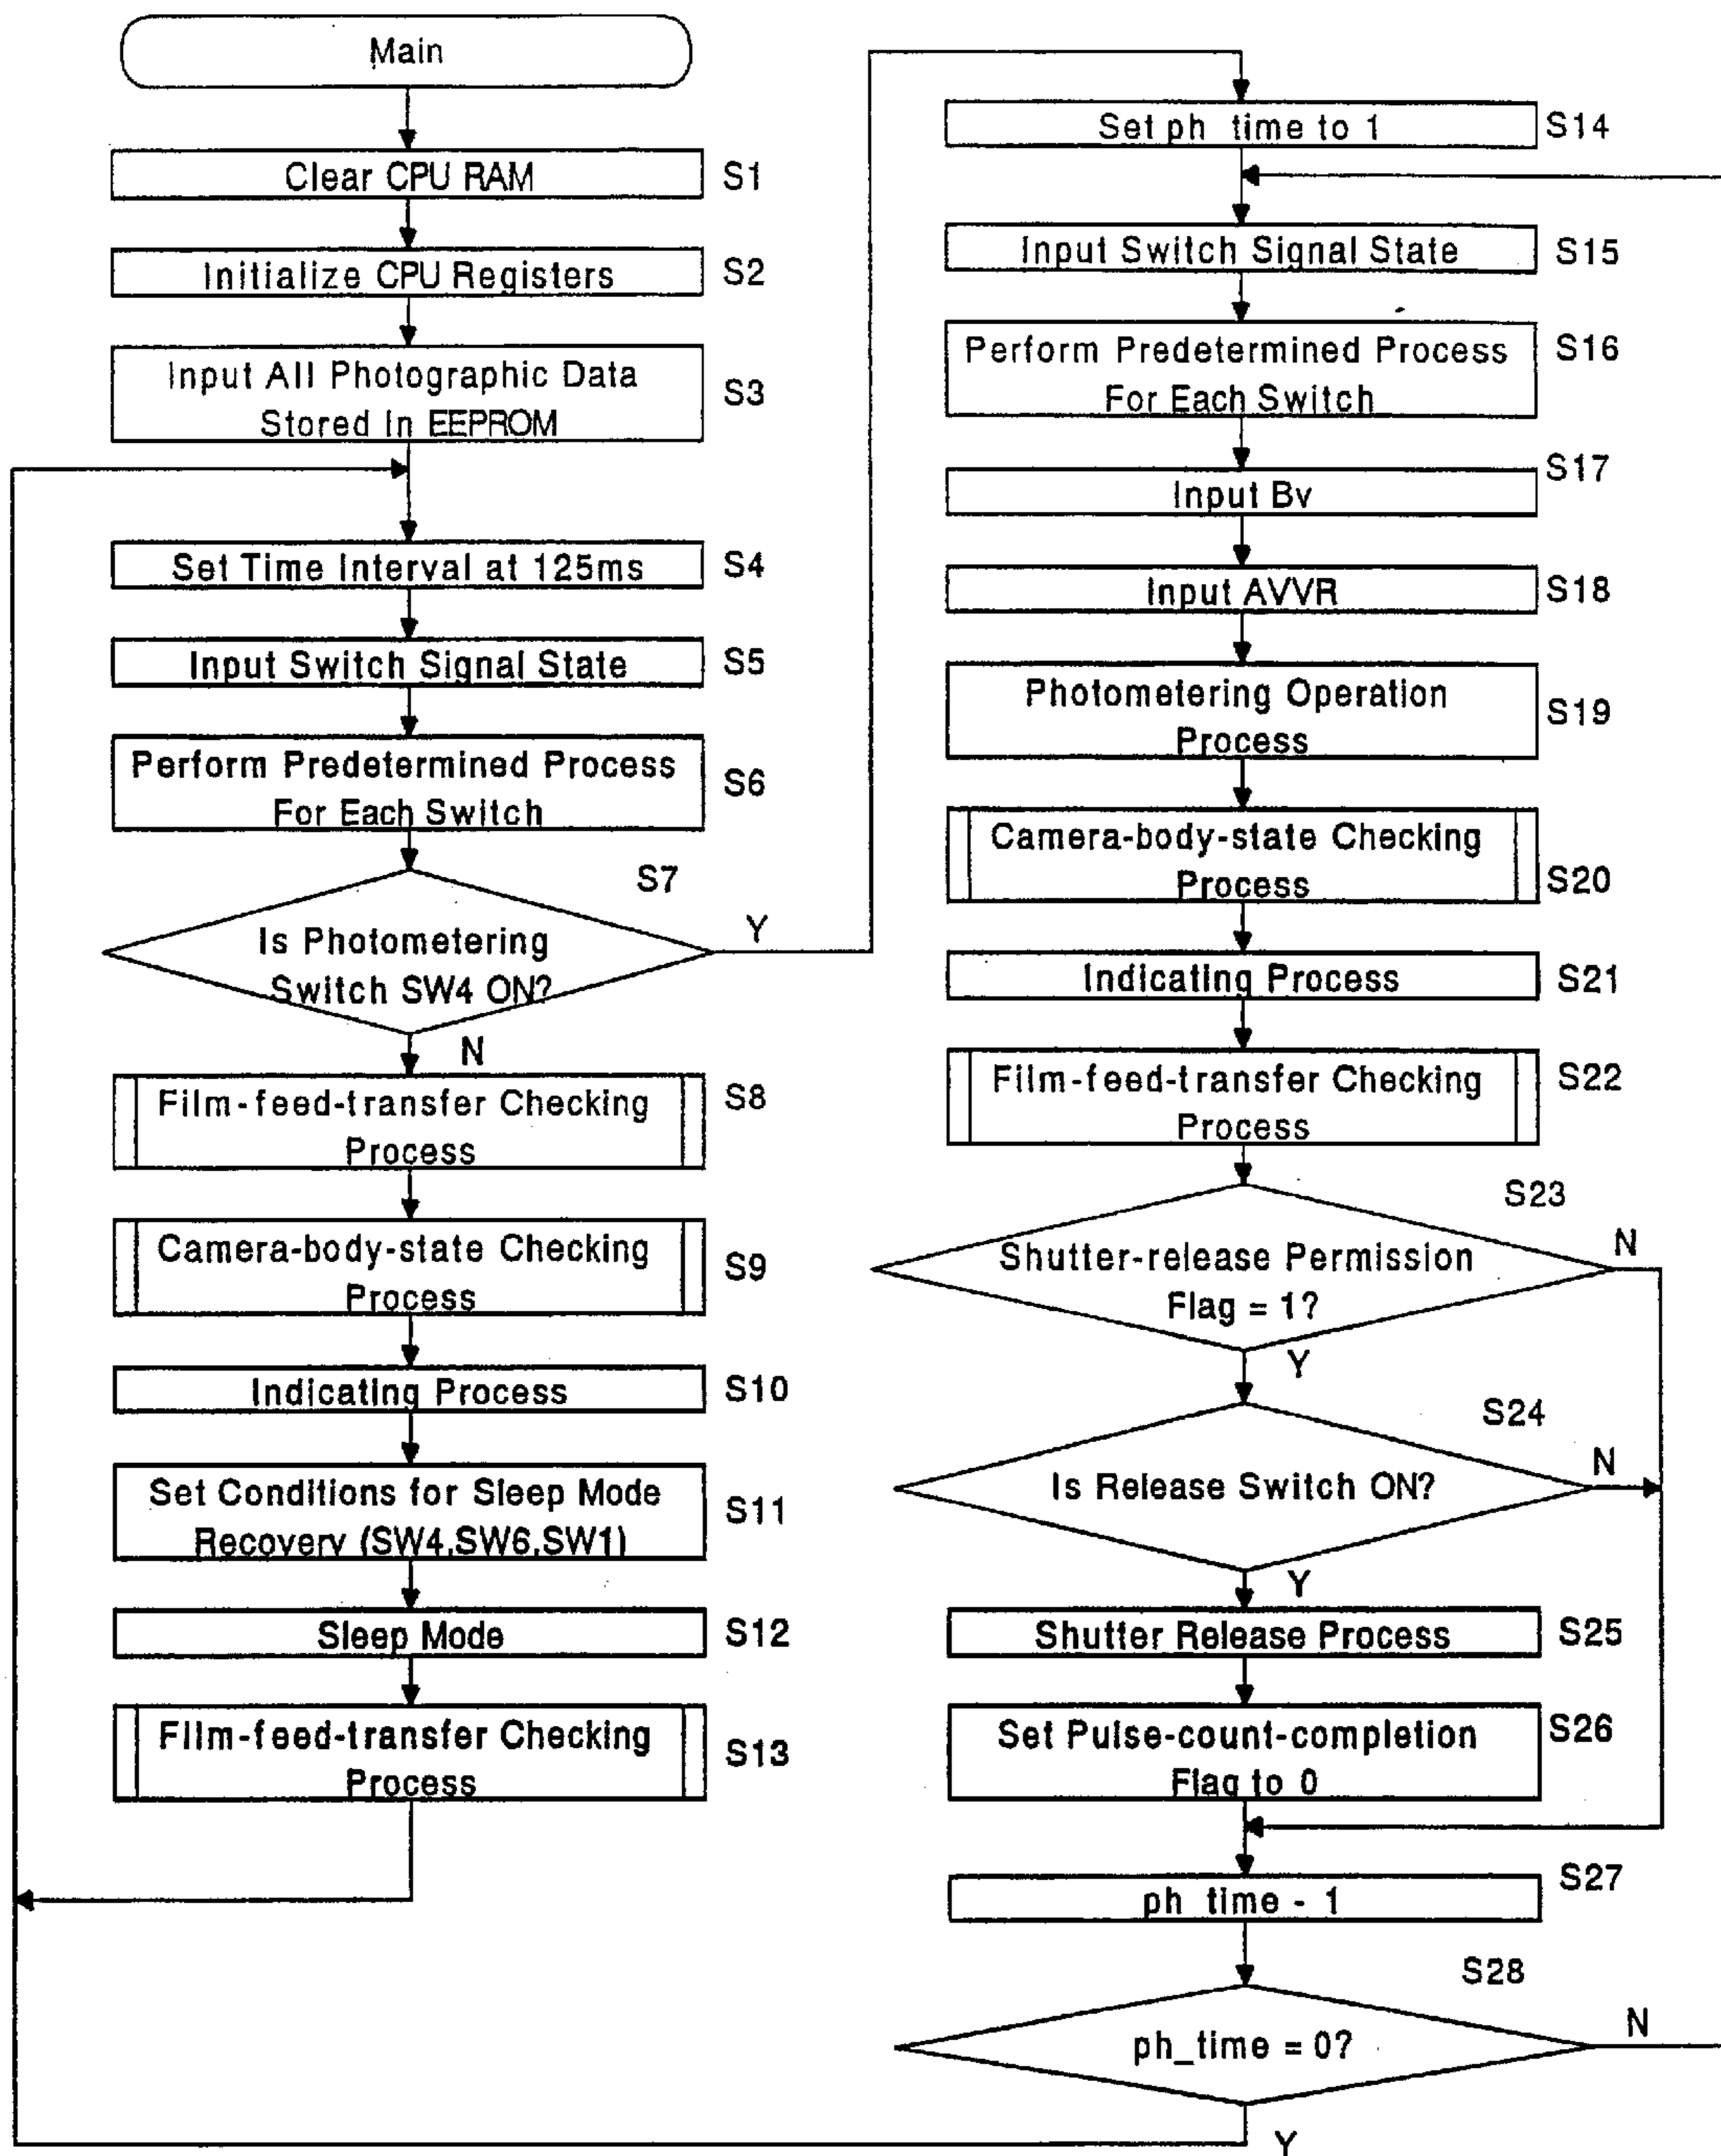 Main
Clear CPU RAM
S1
Initialize CPU Registers
S2
Input All Photographic Data
Stored In EEPROM
S3
Set Time Interval at 125ms
S4
Input Switch Signal State
S5
Perform Predetermined Process
For Each Switch
S6
S7
Is Photometering
Switch SW4 ON?
Y
N
Film-feed-transfer Checking
Process
S8
Camera-body-state Checking
Process
S9
Indicating Process
S10
Set Conditions for Sleep Mode
Recovery (SW4,SW6,SW1)
S11
Sleep Mode
S12
Film-feed-transfer Checking
Process
S13
Set ph time to 1
S14
Input Switch Signal State
S15
Perform Predetermined Process
For Each Switch
S16
S17
Input Bv
Input AVVR
S18
Photometering Operation
Process
S19
Camera-body-state Checking
Process
S20
Indicating Process
S21
Film-feed-transfer Checking
Process
S22
S23
Shutter-release Permission
Flag = 1?
N
Y
S24
Is Release Switch ON?
N
Y
Shutter Release Process
S25
Set Pulse-count-completion
Flag to 0
S26
S27
ph time - 1
S28
ph_time = 0?
N
Y